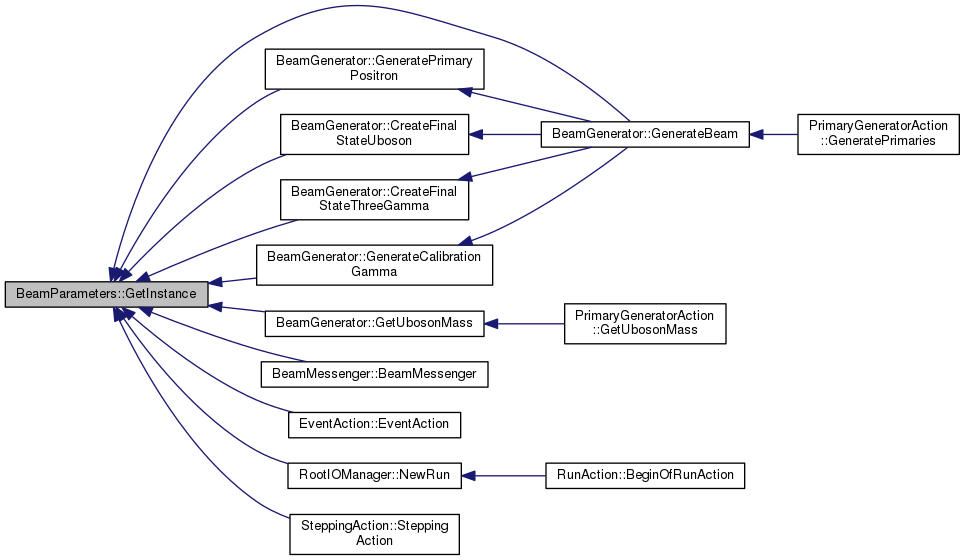 BeamGenerator::GeneratePrimary
Positron
BeamGenerator::CreateFinal
StateUboson
BeamGenerator::CreateFinal
StateThreeGamma
BeamGenerator::GenerateCalibration
Gamma
BeamGenerator::GenerateBeam
PrimaryGeneratorAction
::GeneratePrimaries
BeamParameters::GetInstance
BeamGenerator::GetUbosonMass
PrimaryGeneratorAction
::GetUbosonMass
BeamMessenger::BeamMessenger
EventAction::EventAction
RootIOManager::NewRun
RunAction::BeginOfRunAction
SteppingAction::Stepping
Action